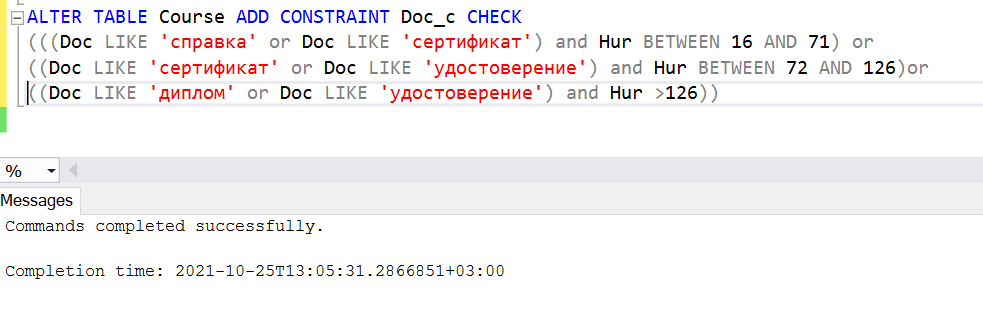 ALTER TABLE Course ADD CONSTRAINT Doc_c CHECK
(((Doc LIKE 'справка' or Doc LIKE 'сертификат') and Hur BETWEEN 16 AND 71) or
((Doc LIKE 'сертификат' or Doc LIKE 'удостоверение') and Hur BETWEEN 72 AND 126)or
((Doc LIKE 'диплом' or Doc LIKE 'удостоверение') and Hur >126))
%
Messages
Commands completed successfully.
Completion time: 2021-10-25T13:05:31.2866851+03:00